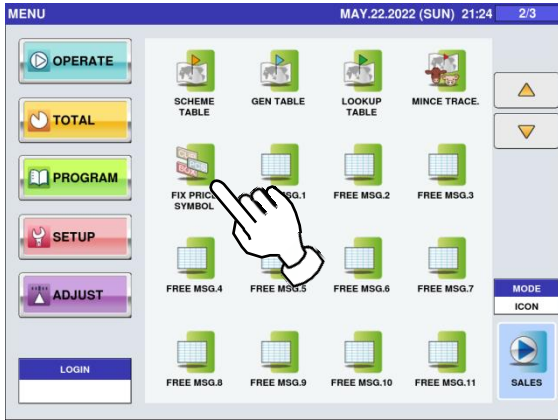 MENU
MAY.22.2022 (SUN) 21:24
2/3
OPERATE
TOTAL
PROGRAM
SETUP
ADJUST
LOGIN
SCHEME
TABLE
GEN TABLE
LOOKUP
TABLE
MINCE TRACE.
FIX PRICE
SYMBOL
SG.1
FREE MSG.2
FREE MSG.3
FREE MSG.4
FREE MSG.5
FREE MSG.6
FREE MSG.7
FREE MSG.8
FREE MSG.9
FREE MSG.10
FREE MSG.11
MODE
ICON
SALES